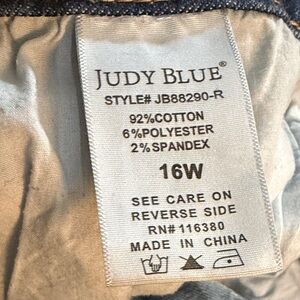 JUDY BLUE®
STYLE# JB88290-R
92%COTTON
6%POLYESTER
2%SPANDEX
16W
SEE CARE ON
REVERSE SIDE
RN# 116380
MADE IN CHINA